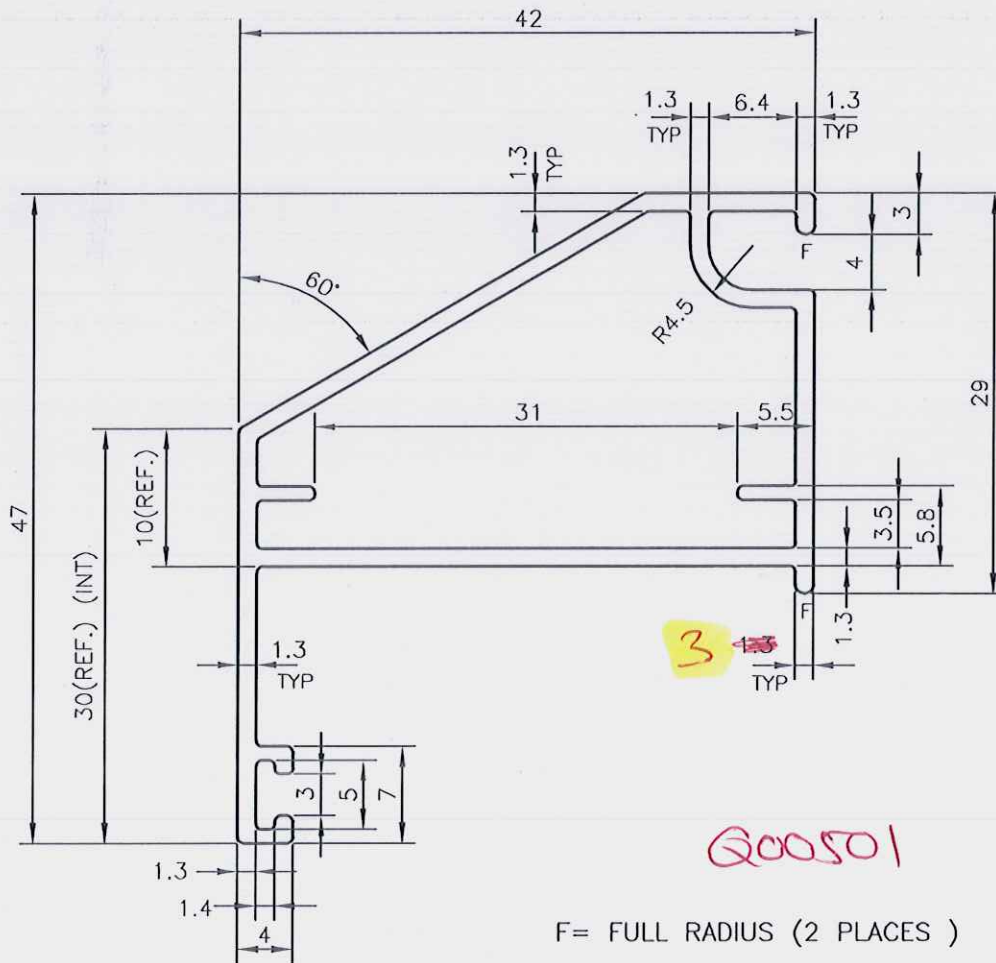 42
1.3
TYP
6.4
1.3
TYP
1.3
TYP
3
F
4
60°
R4.5
31
5.5
29
47
10(REF.)
30(REF.) (INT)
3.5
5.8
1.3
F
1.3
TYP
3 1.3
TYP
3
5
7
1.3
1.4
4
Q00501
F= FULL RADIUS (2 PLACES )